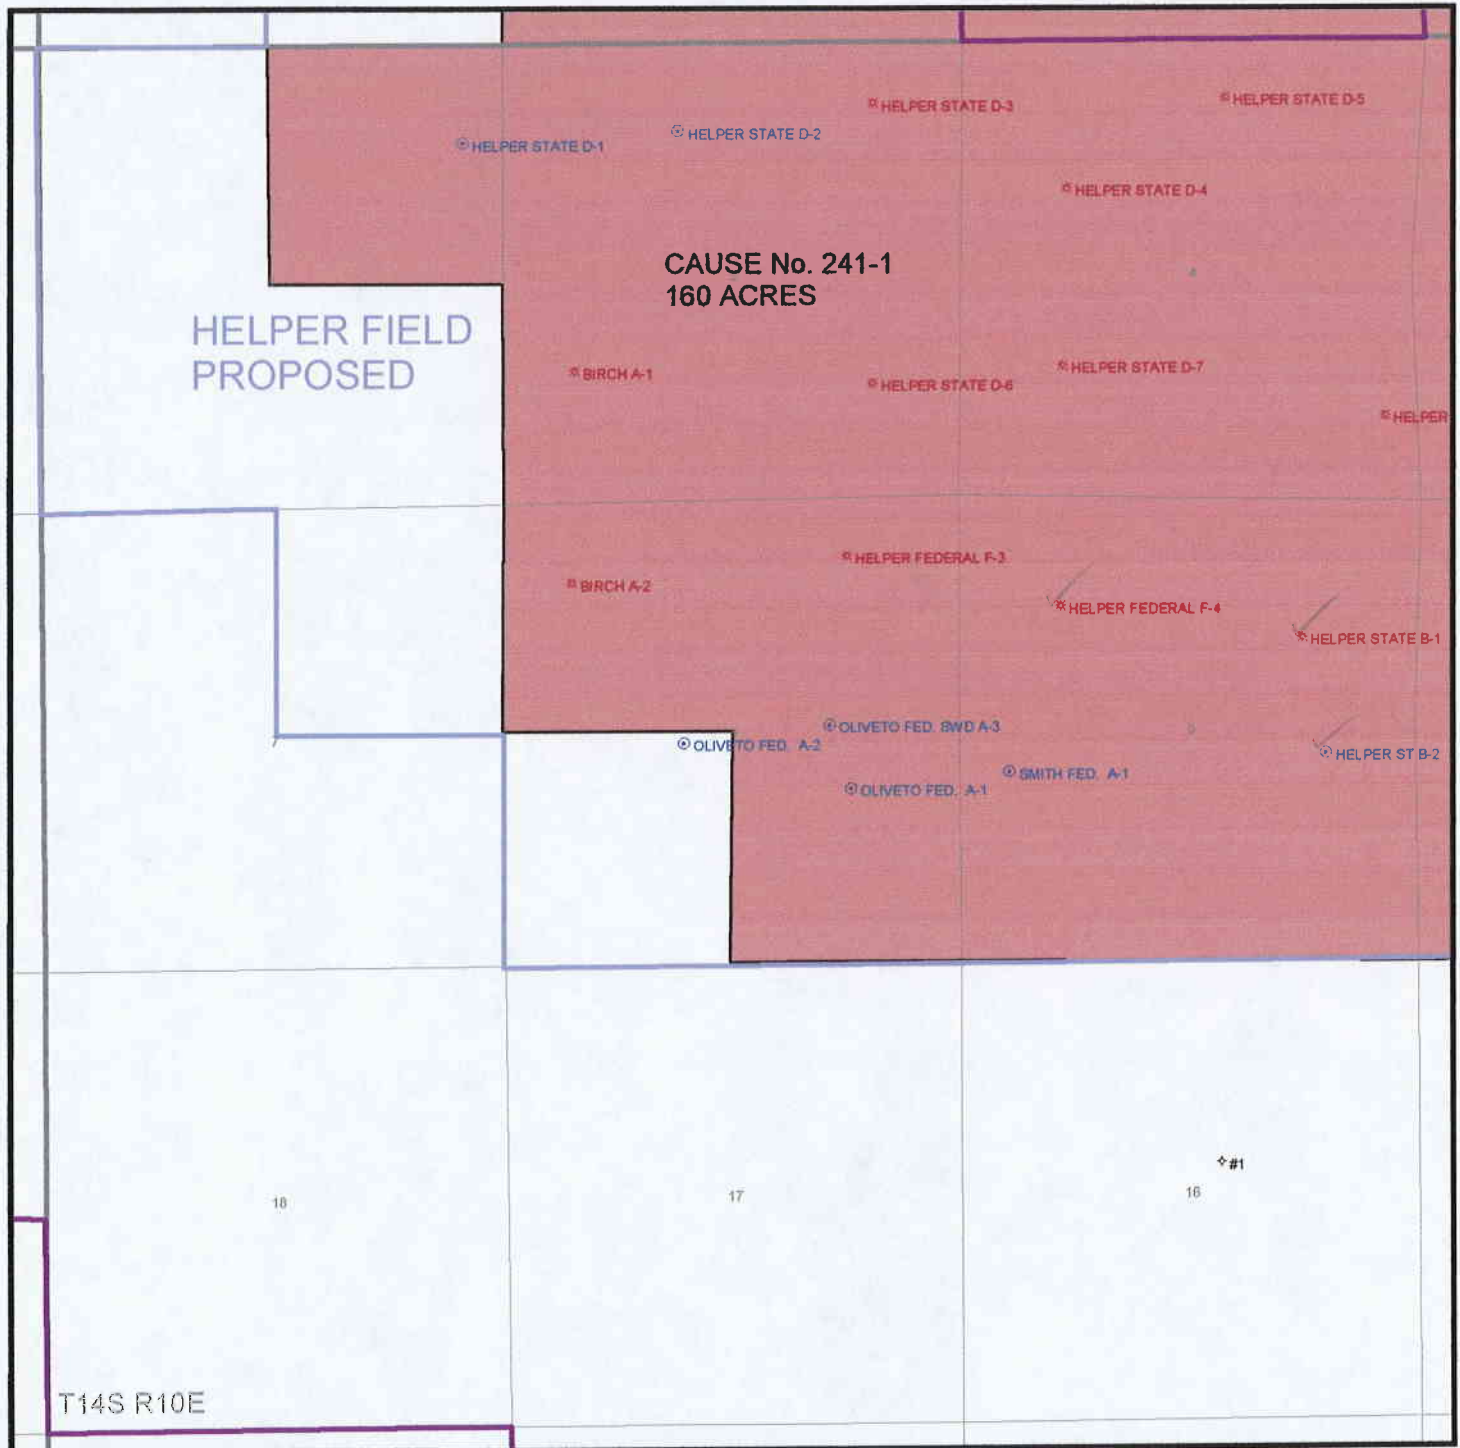 HELPER STATE D-3
HELPER STATE D-5
HELPER STATE D-1
HELPER STATE D-2
HELPER STATE D-4
CAUSE No. 241-1
160 ACRES
HELPER FIELD
PROPOSED
BIRCH A-1
HELPER STATE D-6
HELPER STATE D-7
HELPER
HELPER FEDERAL F-3
BIRCH A-2
HELPER FEDERAL F-4
HELPER STATE B-1
OLIVETO FED. SWD A-3
OLIVETO FED. A-2
HELPER ST B-2
SMITH FED. A-1
OLIVETO FED. A-1
7
#1
18
17
16
T14S R10E